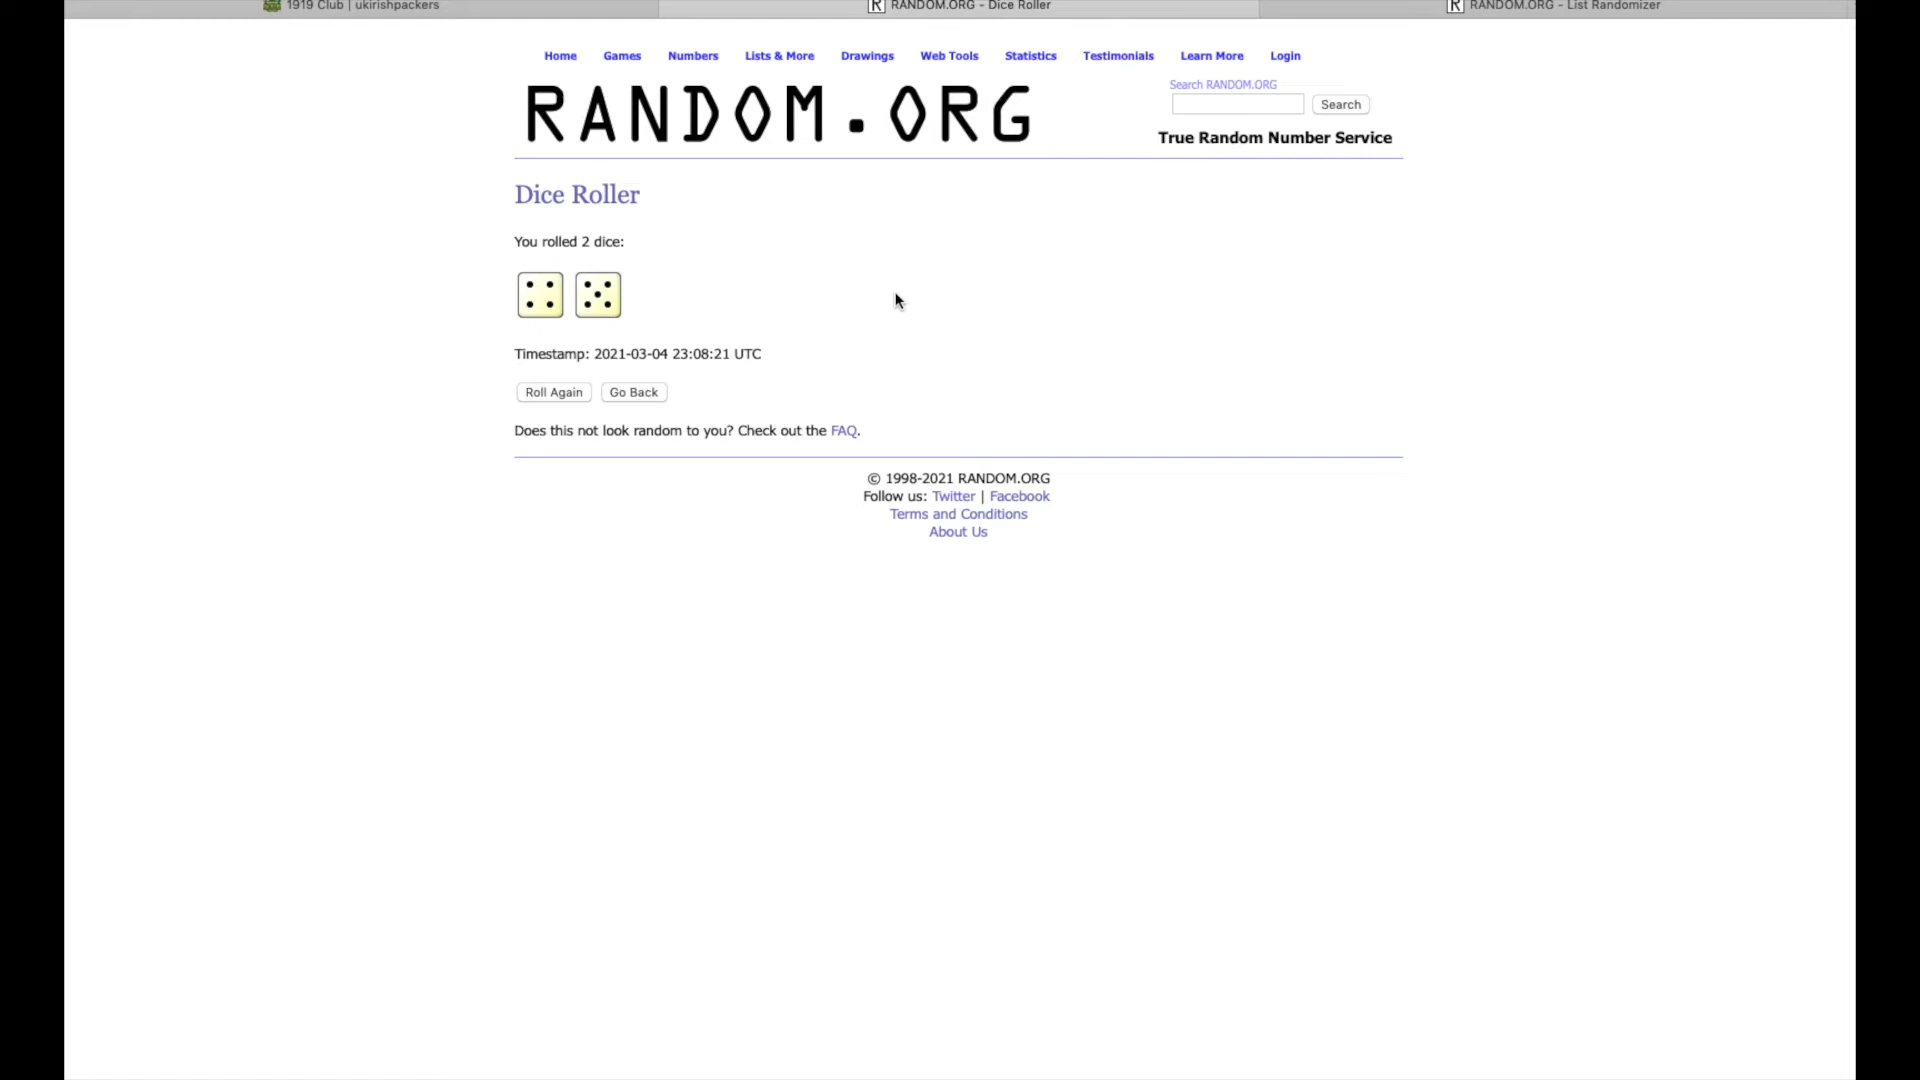 1919 Club | ukirishpackers
RANDOM.ORG - Dice Roller
RANDOM.ORG - List Randomizer
Home Games Numbers Lists & More Drawings Web Tools Statistics Testimonials Learn More Login
RANDOM.ORG
Search RANDOM.ORG
Search
True Random Number Service
Dice Roller
You rolled 2 dice:
Timestamp: 2021-03-04 23:08:21 UTC
Roll Again Go Back
Does this not look random to you? Check out the FAQ.
© 1998-2021 RANDOM.ORG
Follow us: Twitter | Facebook
Terms and Conditions
About Us